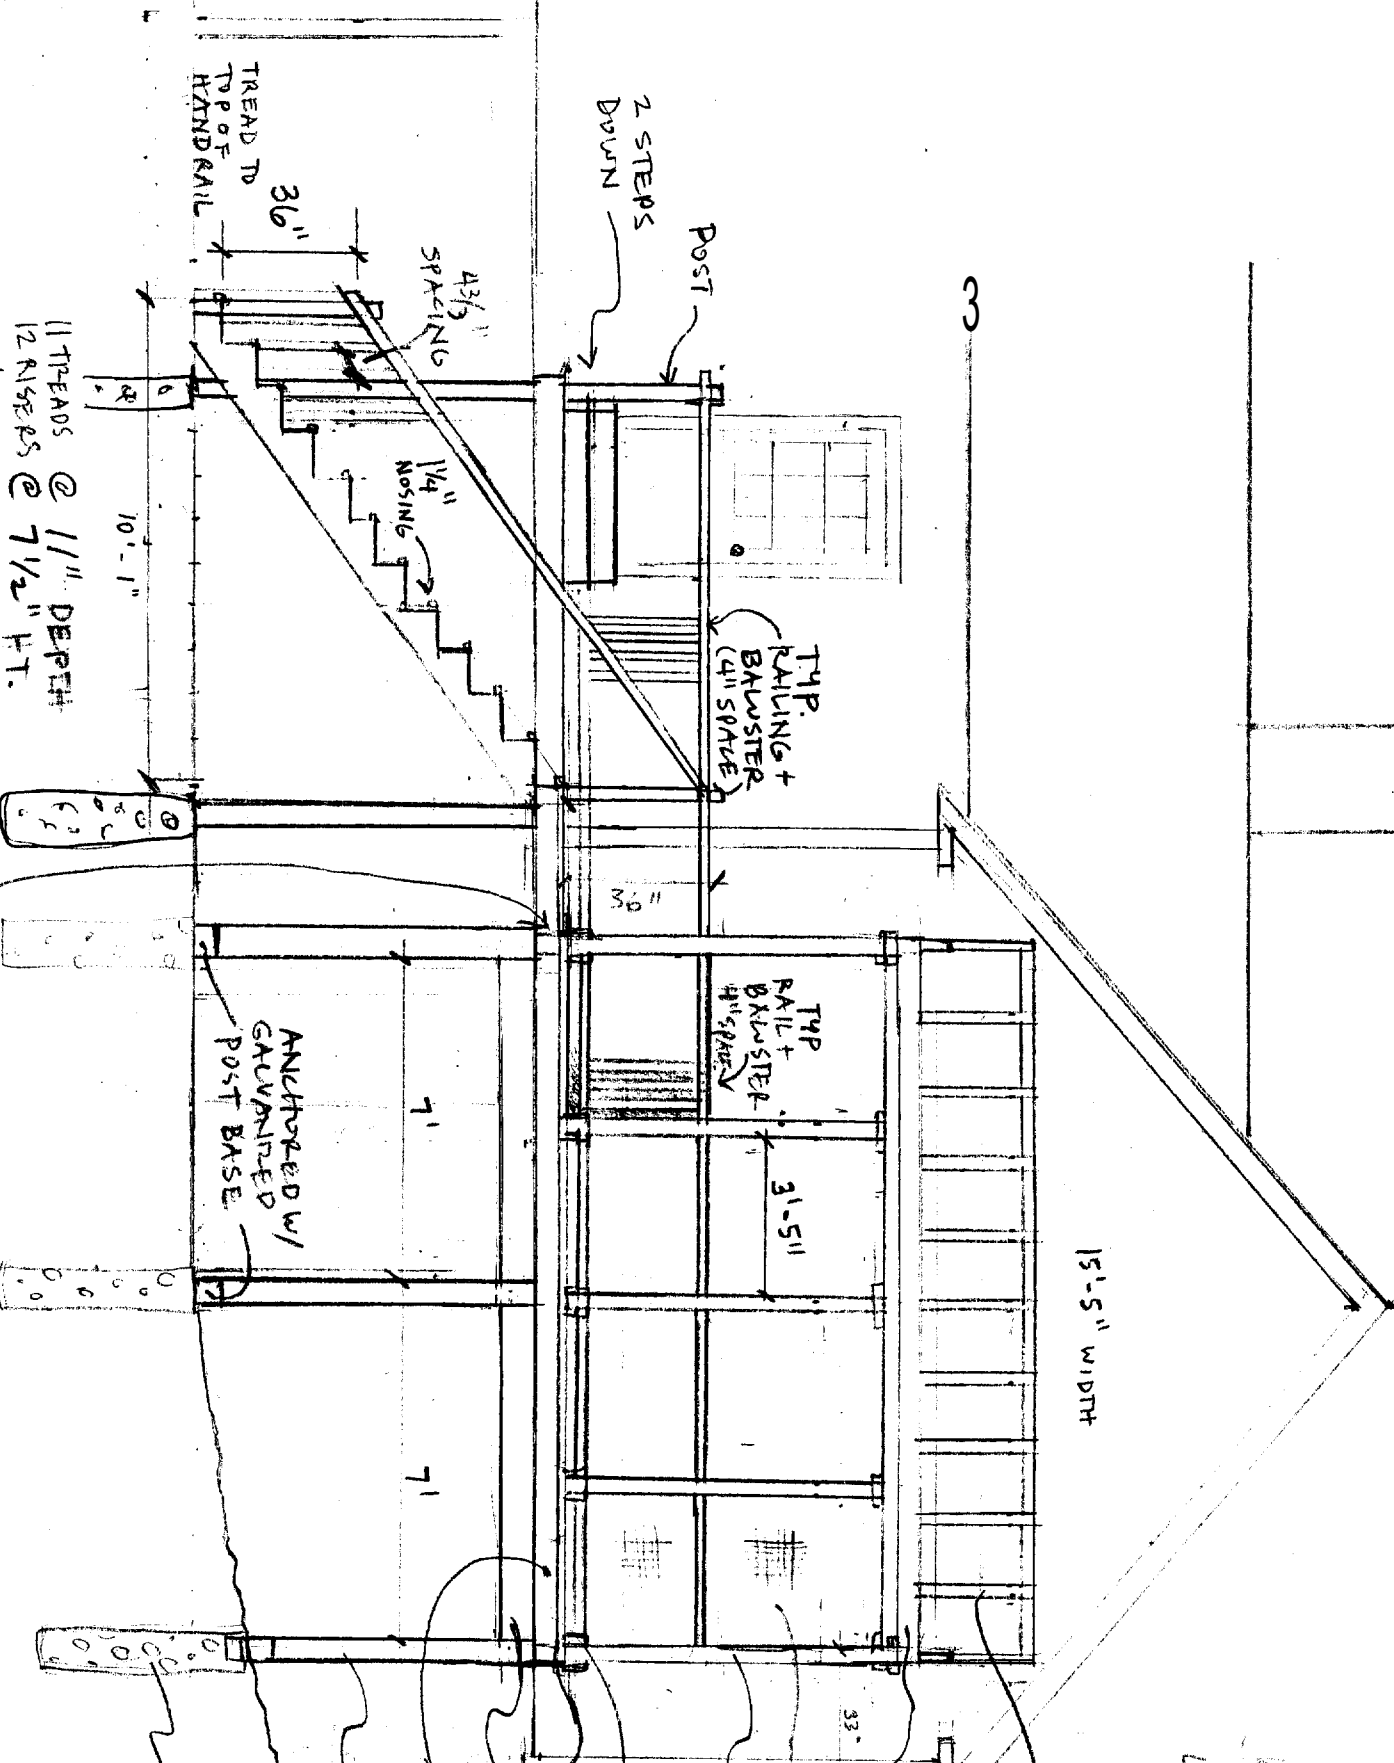 3
15'-5" WIDTH
2 STEPS
DOWN
POST
TYP.
RAILING +
BALUSTER
(4" SPACE)
TYP
RAIL +
BALUSTER
4" SPACE
3'-5"
36"
33"
TREAD TO
TOP OF
HANDRAIL
36"
4 2/3"
SPACING
1 1/4"
NOSING
10'-1"
11 TREADS @ 11" DEPTH
12 RISERS @ 7 1/2" HT.
7'
7'
ANCHORED W/
GALVANIZED
POST BASE